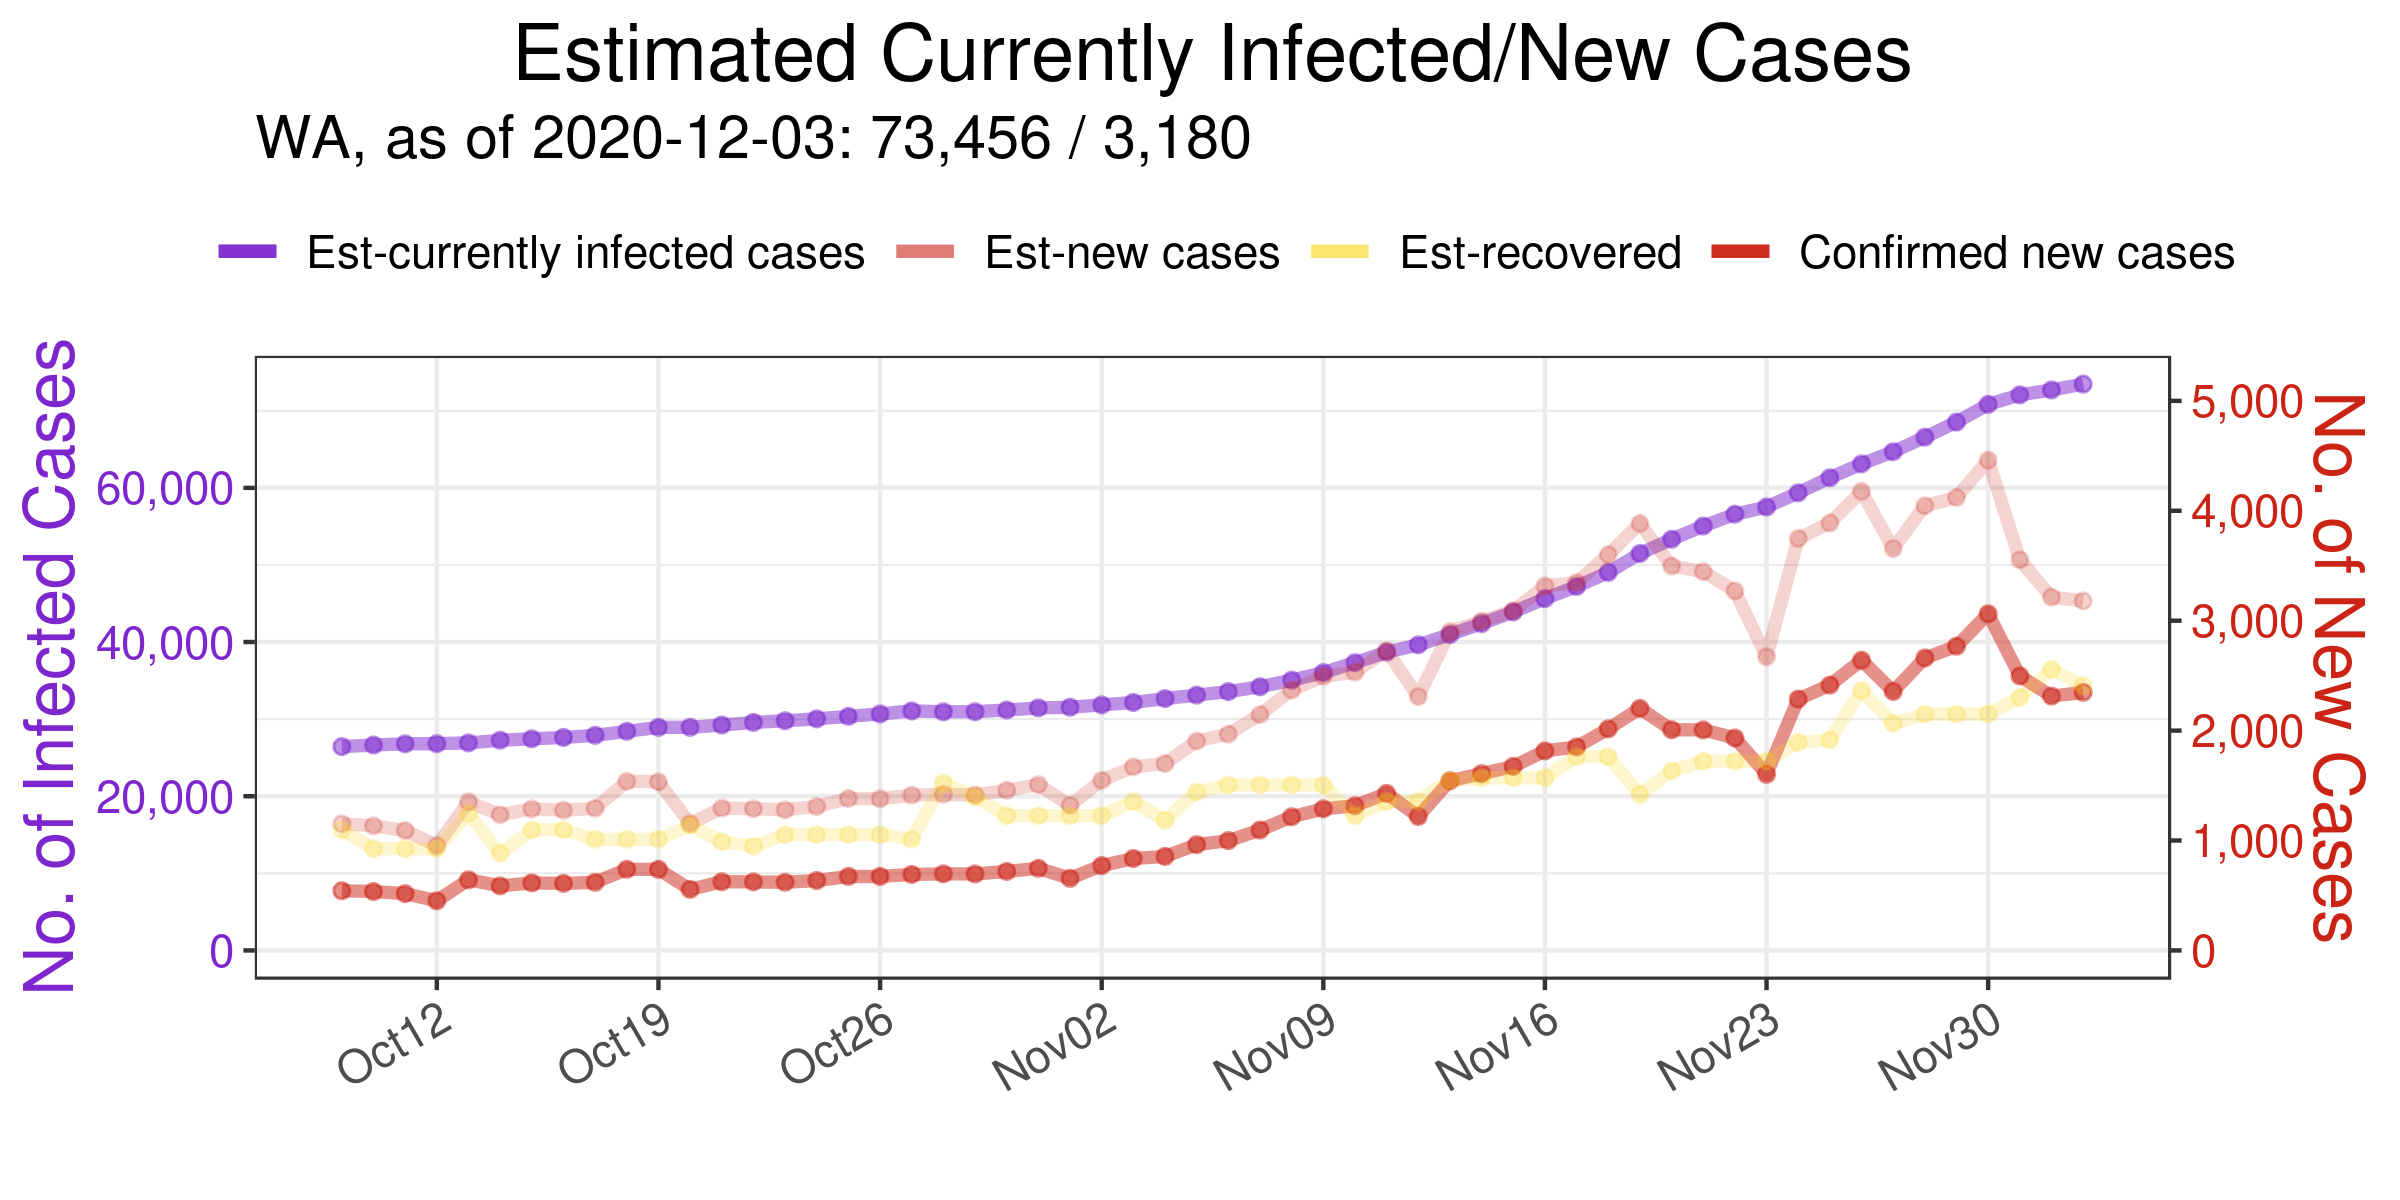 Estimated Currently Infected/New Cases
WA, as of 2020-12-03: 73,456 / 3,180
Est-currently infected cases Est-new cases Est-recovered Confirmed new cases
No. of Infected Cases
60,000
40,000
20,000
0
5,000
4,000
3,000
2,000
1,000
0
No. of New Cases
Oct12 Oct19 Oct26 Nov02 Nov09 Nov16 Nov23 Nov30